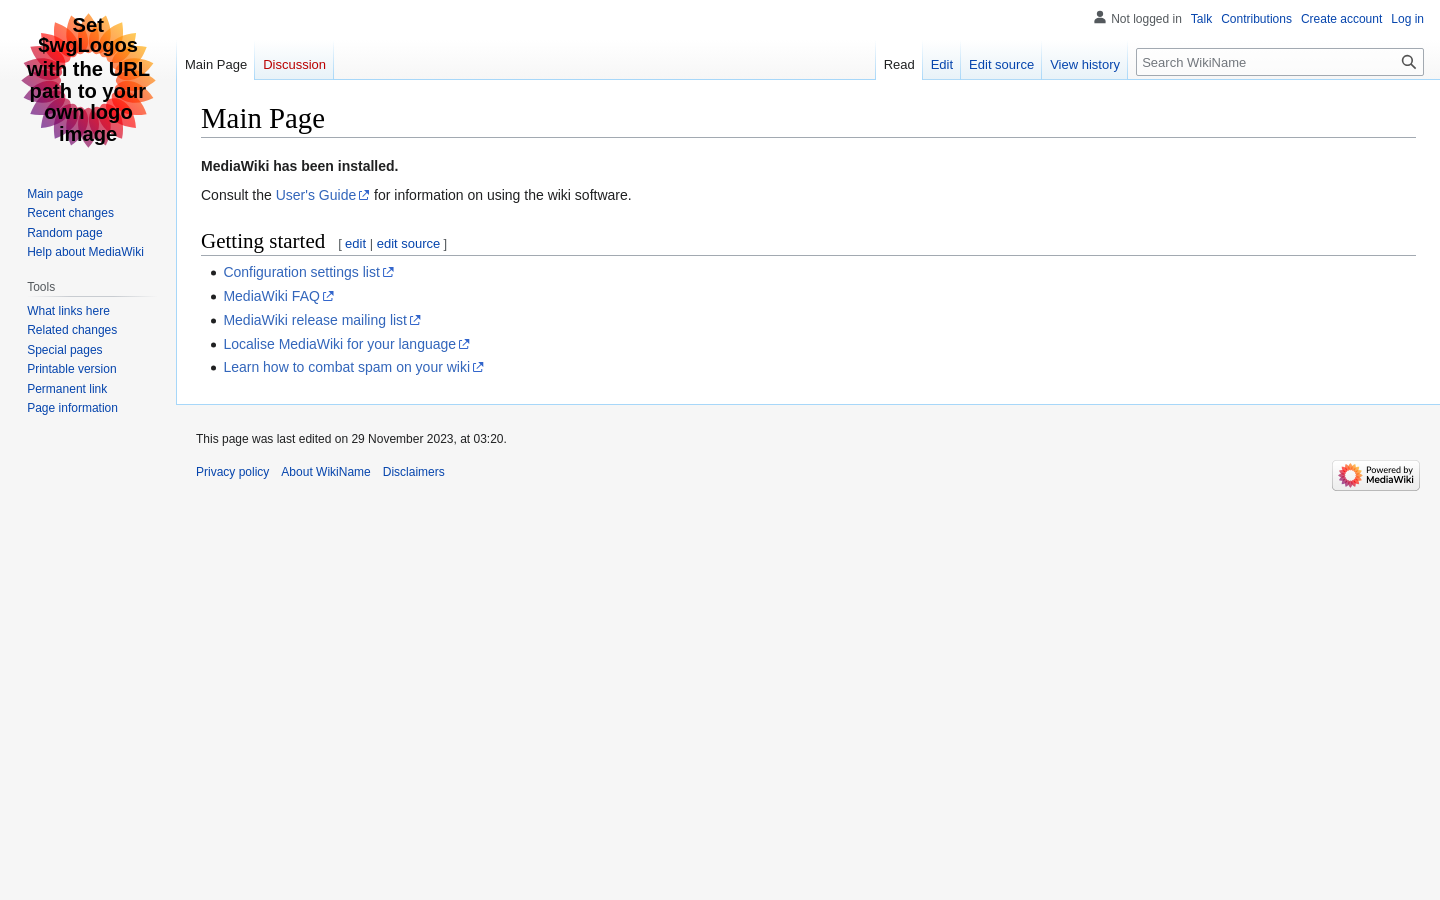 Set
$wgLogos
with the URL
path to your
own logo
image
Not logged in Talk Contributions Create account Log in
Main Page Discussion Read Edit Edit source View history Search WikiName
Main Page
MediaWiki has been installed.
Consult the User's Guide for information on using the wiki software.
Getting started [ edit | edit source ]
Configuration settings list
MediaWiki FAQ
MediaWiki release mailing list
Localise MediaWiki for your language
Learn how to combat spam on your wiki
Main page
Recent changes
Random page
Help about MediaWiki
Tools
What links here
Related changes
Special pages
Printable version
Permanent link
Page information
This page was last edited on 29 November 2023, at 03:20.
Privacy policy About WikiName Disclaimers
Powered by
MediaWiki